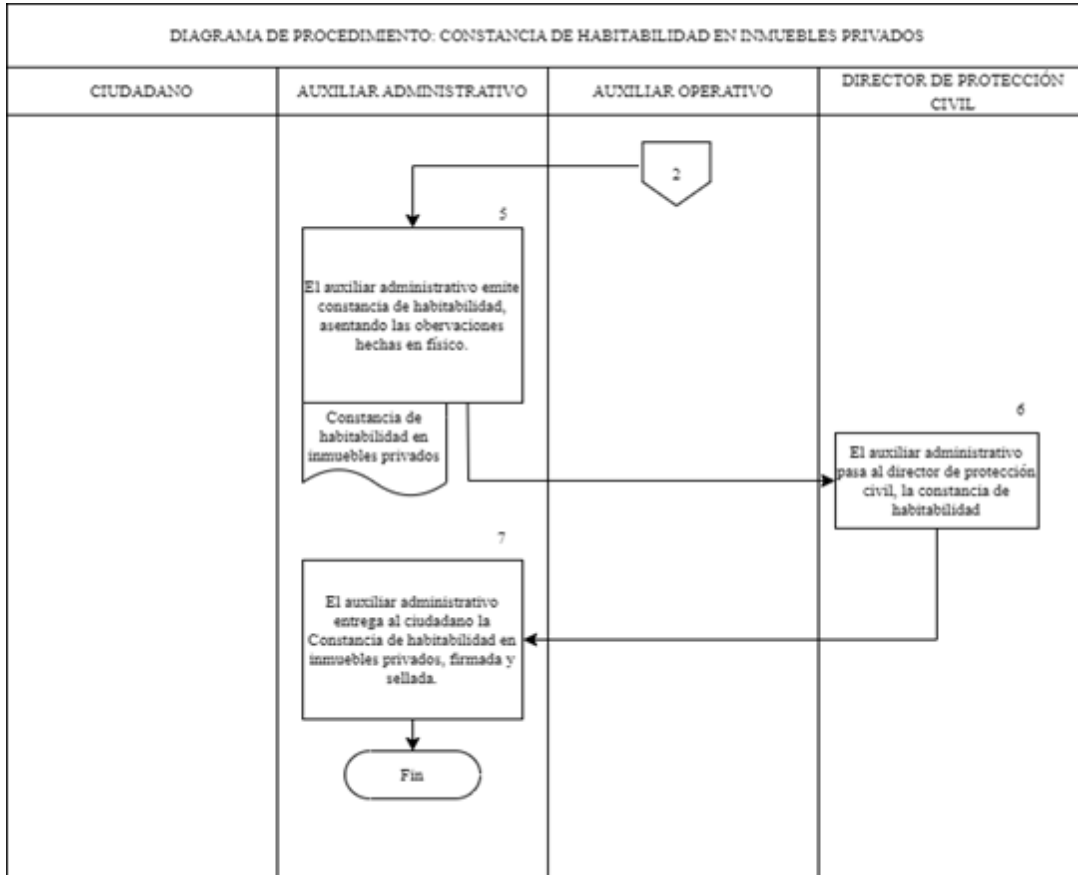 DIAGRAMA DE PROCEDIMIENTO: CONSTANCIA DE HABITABILIDAD EN INMUEBLES PRIVADOS
CIUDADANO
AUXILIAR ADMINISTRATIVO
AUXILIAR OPERATIVO
DIRECTOR DE PROTECCIÓN
CIVIL
2
5
El auxiliar administrativo emite
constancia de habitabilidad,
asentando las obervaciones
hechas en físico.
Constancia de
habitabilidad en
inmuebles privados
6
El auxiliar administrativo
pasa al director de protección
civil, la constancia de
habitabilidad
7
El auxiliar administrativo
entrega al ciudadano la
Constancia de habitabilidad en
inmuebles privados, firmada y
sellada.
Fin